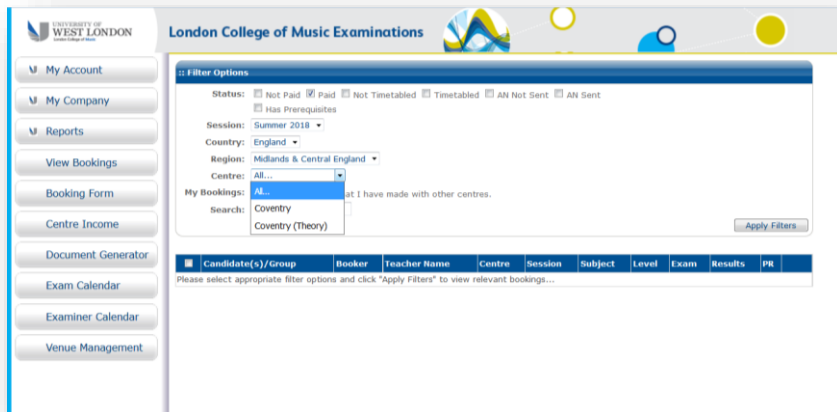 UNIVERSITY OF
WEST LONDON
London College of Music
London College of Music Examinations
My Account
My Company
Reports
View Bookings
Booking Form
Centre Income
Document Generator
Exam Calendar
Examiner Calendar
Venue Management
:: Filter Options
Status: Not Paid Paid Not Timetabled Timetabled AN Not Sent AN Sent
Has Prerequisites
Session: Summer 2018
Country: England
Region: Midlands & Central England
Centre: All...
All...
Coventry
Coventry (Theory)
My Bookings: at I have made with other centres.
Search:
Apply Filters
Candidate(s)/Group Booker Teacher Name Centre Session Subject Level Exam Results PR
Please select appropriate filter options and click "Apply Filters" to view relevant bookings...